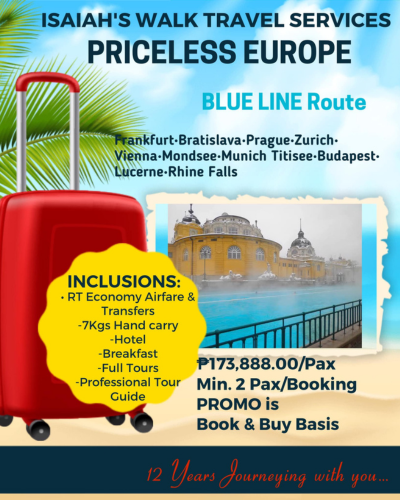 ISAIAH'S WALK TRAVEL SERVICES
PRICELESS EUROPE
BLUE LINE Route
Frankfurt•Bratislava•Prague•Zurich•
Vienna•Mondsee•Munich Titisee•Budapest•
Lucerne•Rhine Falls
INCLUSIONS:
• RT Economy Airfare &
Transfers
-7Kgs Hand carry
-Hotel
-Breakfast
-Full Tours
-Professional Tour
Guide
₱173,888.00/Pax
Min. 2 Pax/Booking
PROMO is
Book & Buy Basis
12 Years Journeying with you...